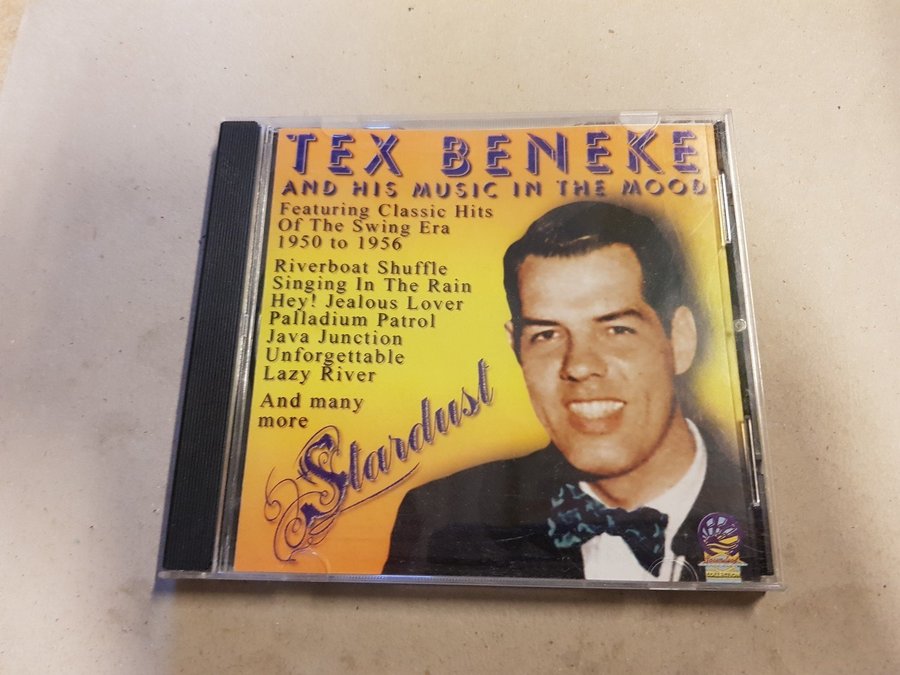 TEX BENEKE
AND HIS MUSIC IN THE MOOD
Featuring Classic Hits
Of The Swing Era
1950 to 1956
Riverboat Shuffle
Singing In The Rain
Hey! Jealous Lover
Palladium Patrol
Java Junction
Unforgettable
Lazy River
And many
more
Stardust
COLLECTION